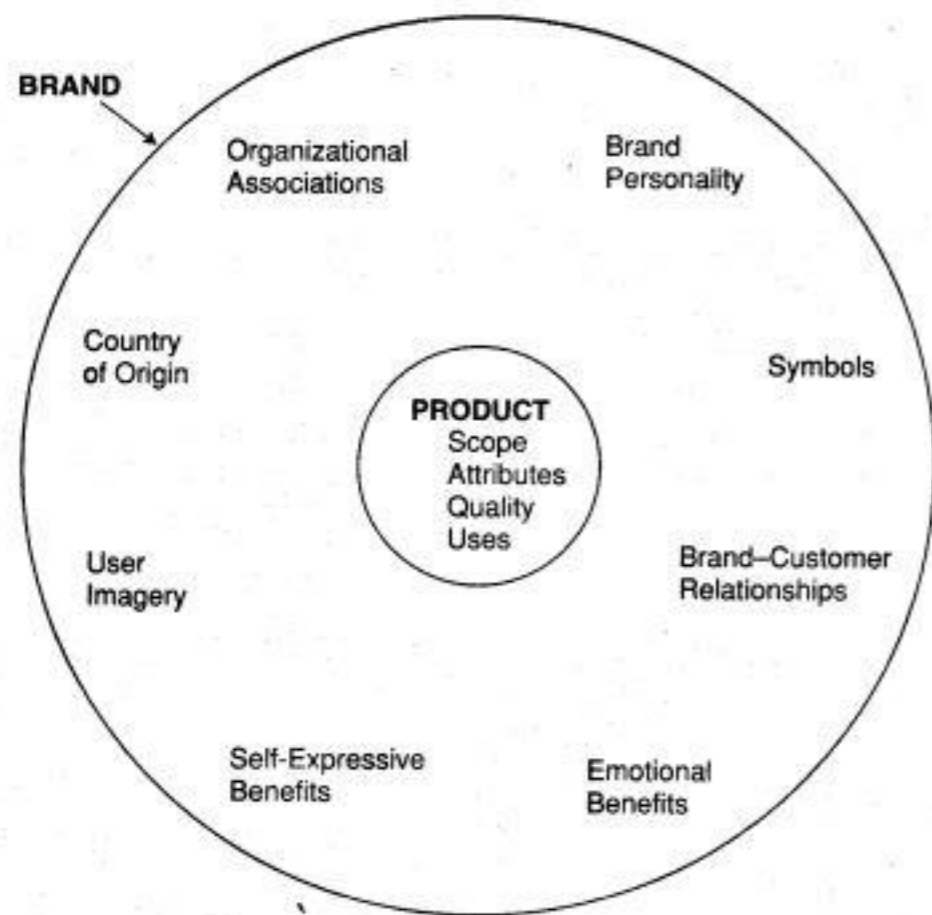 BRAND
Organizational
Associations
Brand
Personality
Country
of Origin
Symbols
PRODUCT
Scope
Attributes
Quality
Uses
User
Imagery
Brand–Customer
Relationships
Self-Expressive
Benefits
Emotional
Benefits